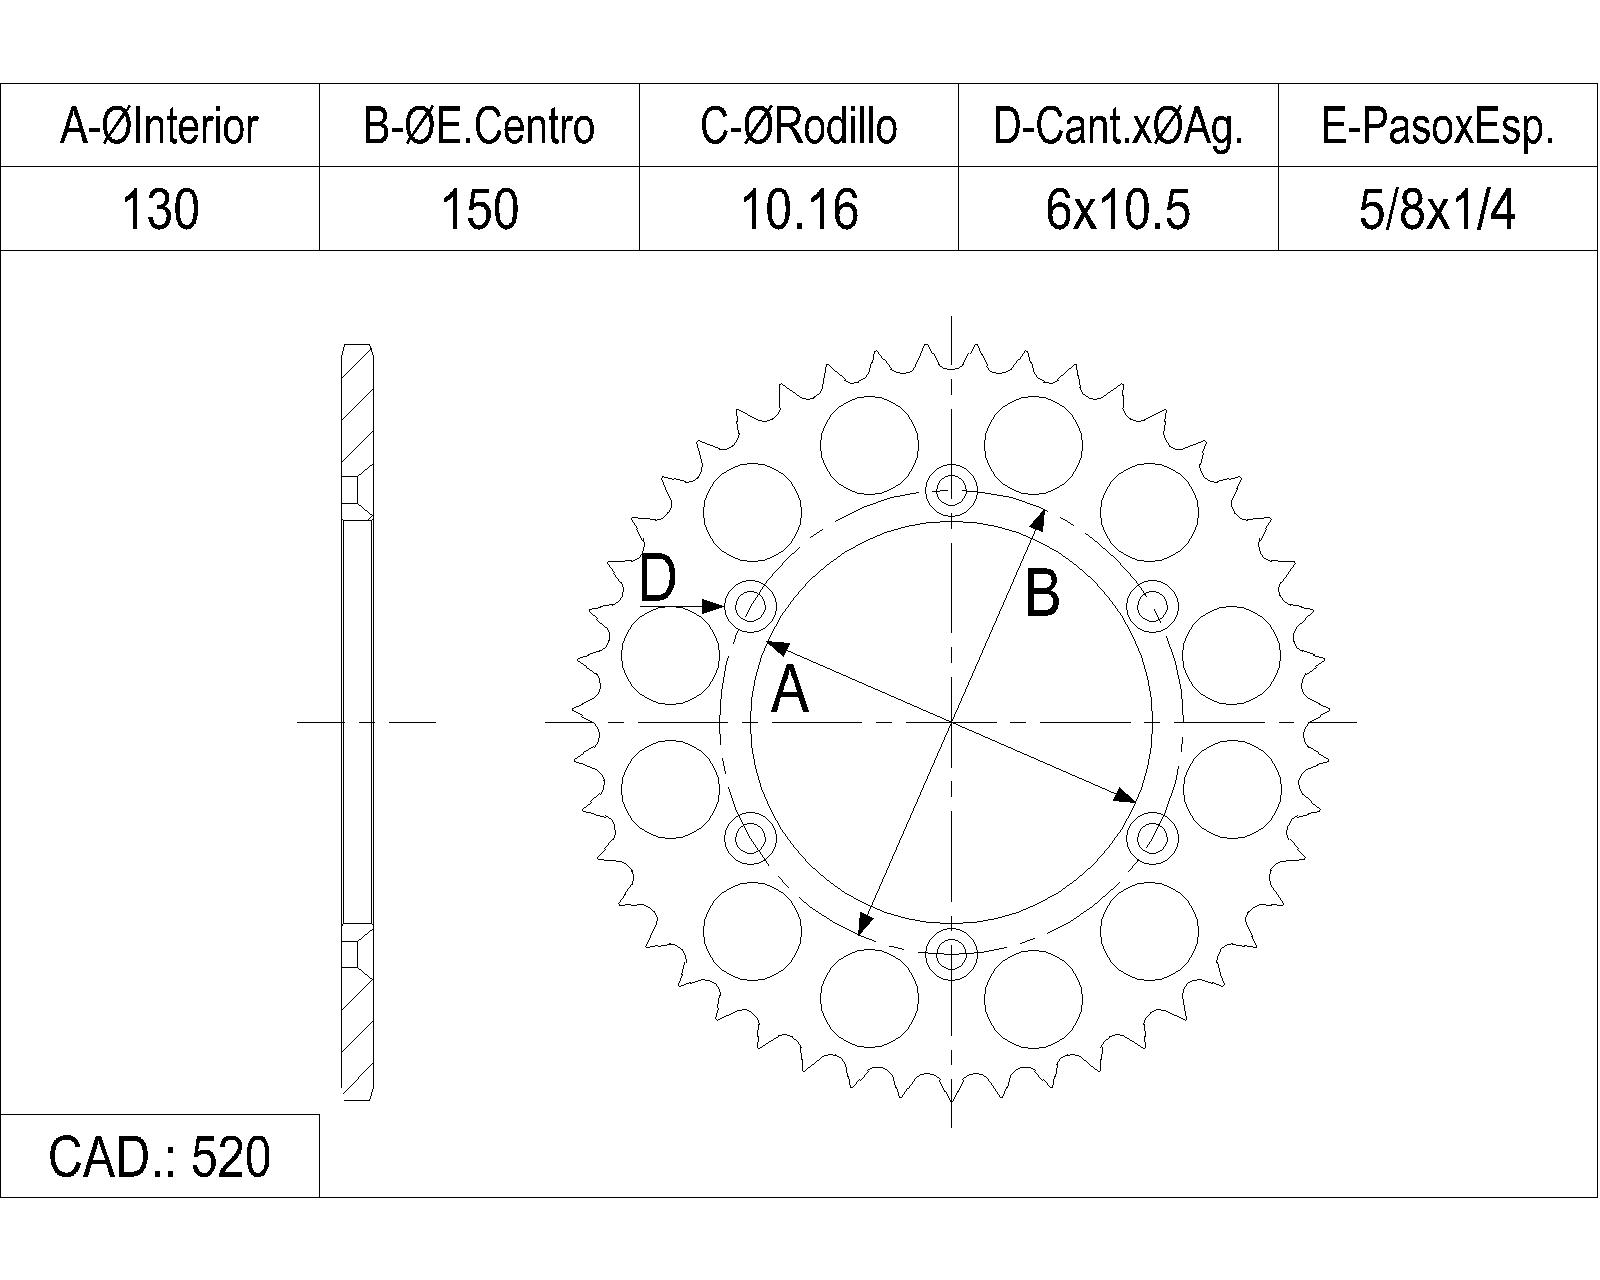 A-ØInterior B-ØE.Centro C-ØRodillo D-Cant.xØAg. E-PasoxEsp.
130 150 10.16 6x10.5 5/8x1/4
D
B
A
CAD.: 520